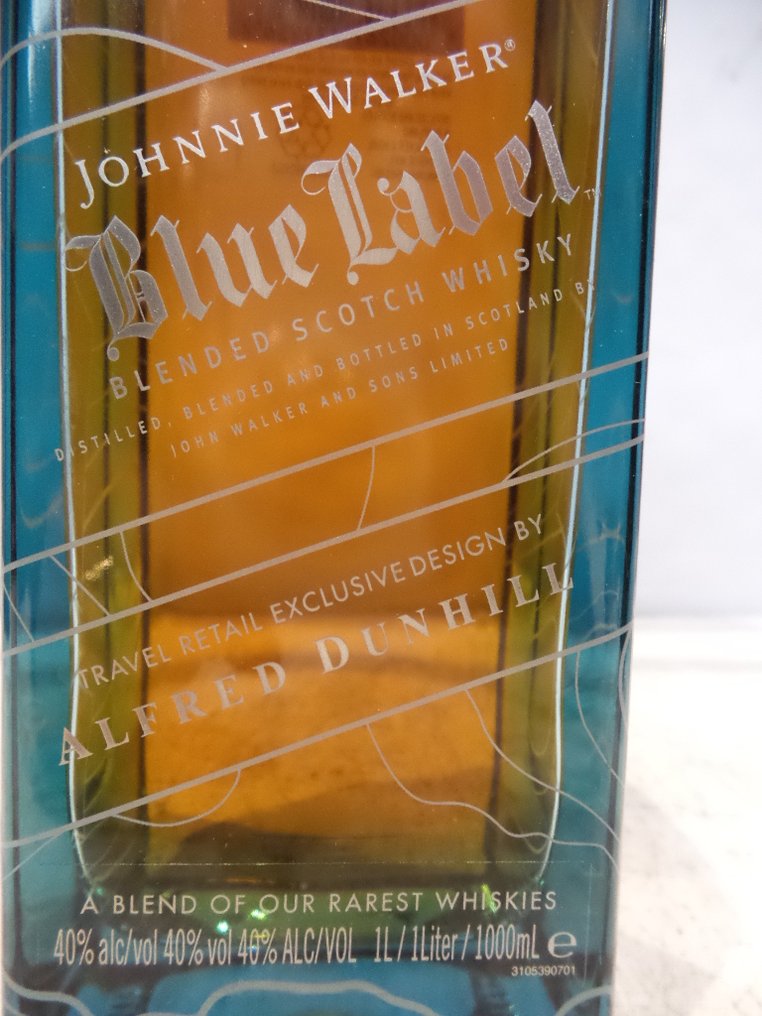 JOHNNIE WALKER®
Blue Label™
BLENDED SCOTCH WHISKY
DISTILLED, BLENDED AND BOTTLED IN SCOTLAND BY
JOHN WALKER AND SONS LIMITED
TRAVEL RETAIL EXCLUSIVE DESIGN BY
ALFRED DUNHILL
A BLEND OF OUR RAREST WHISKIES
40% alc/vol 40% vol 40% ALC/VOL 1L / 1Liter / 1000mL e
3105390701